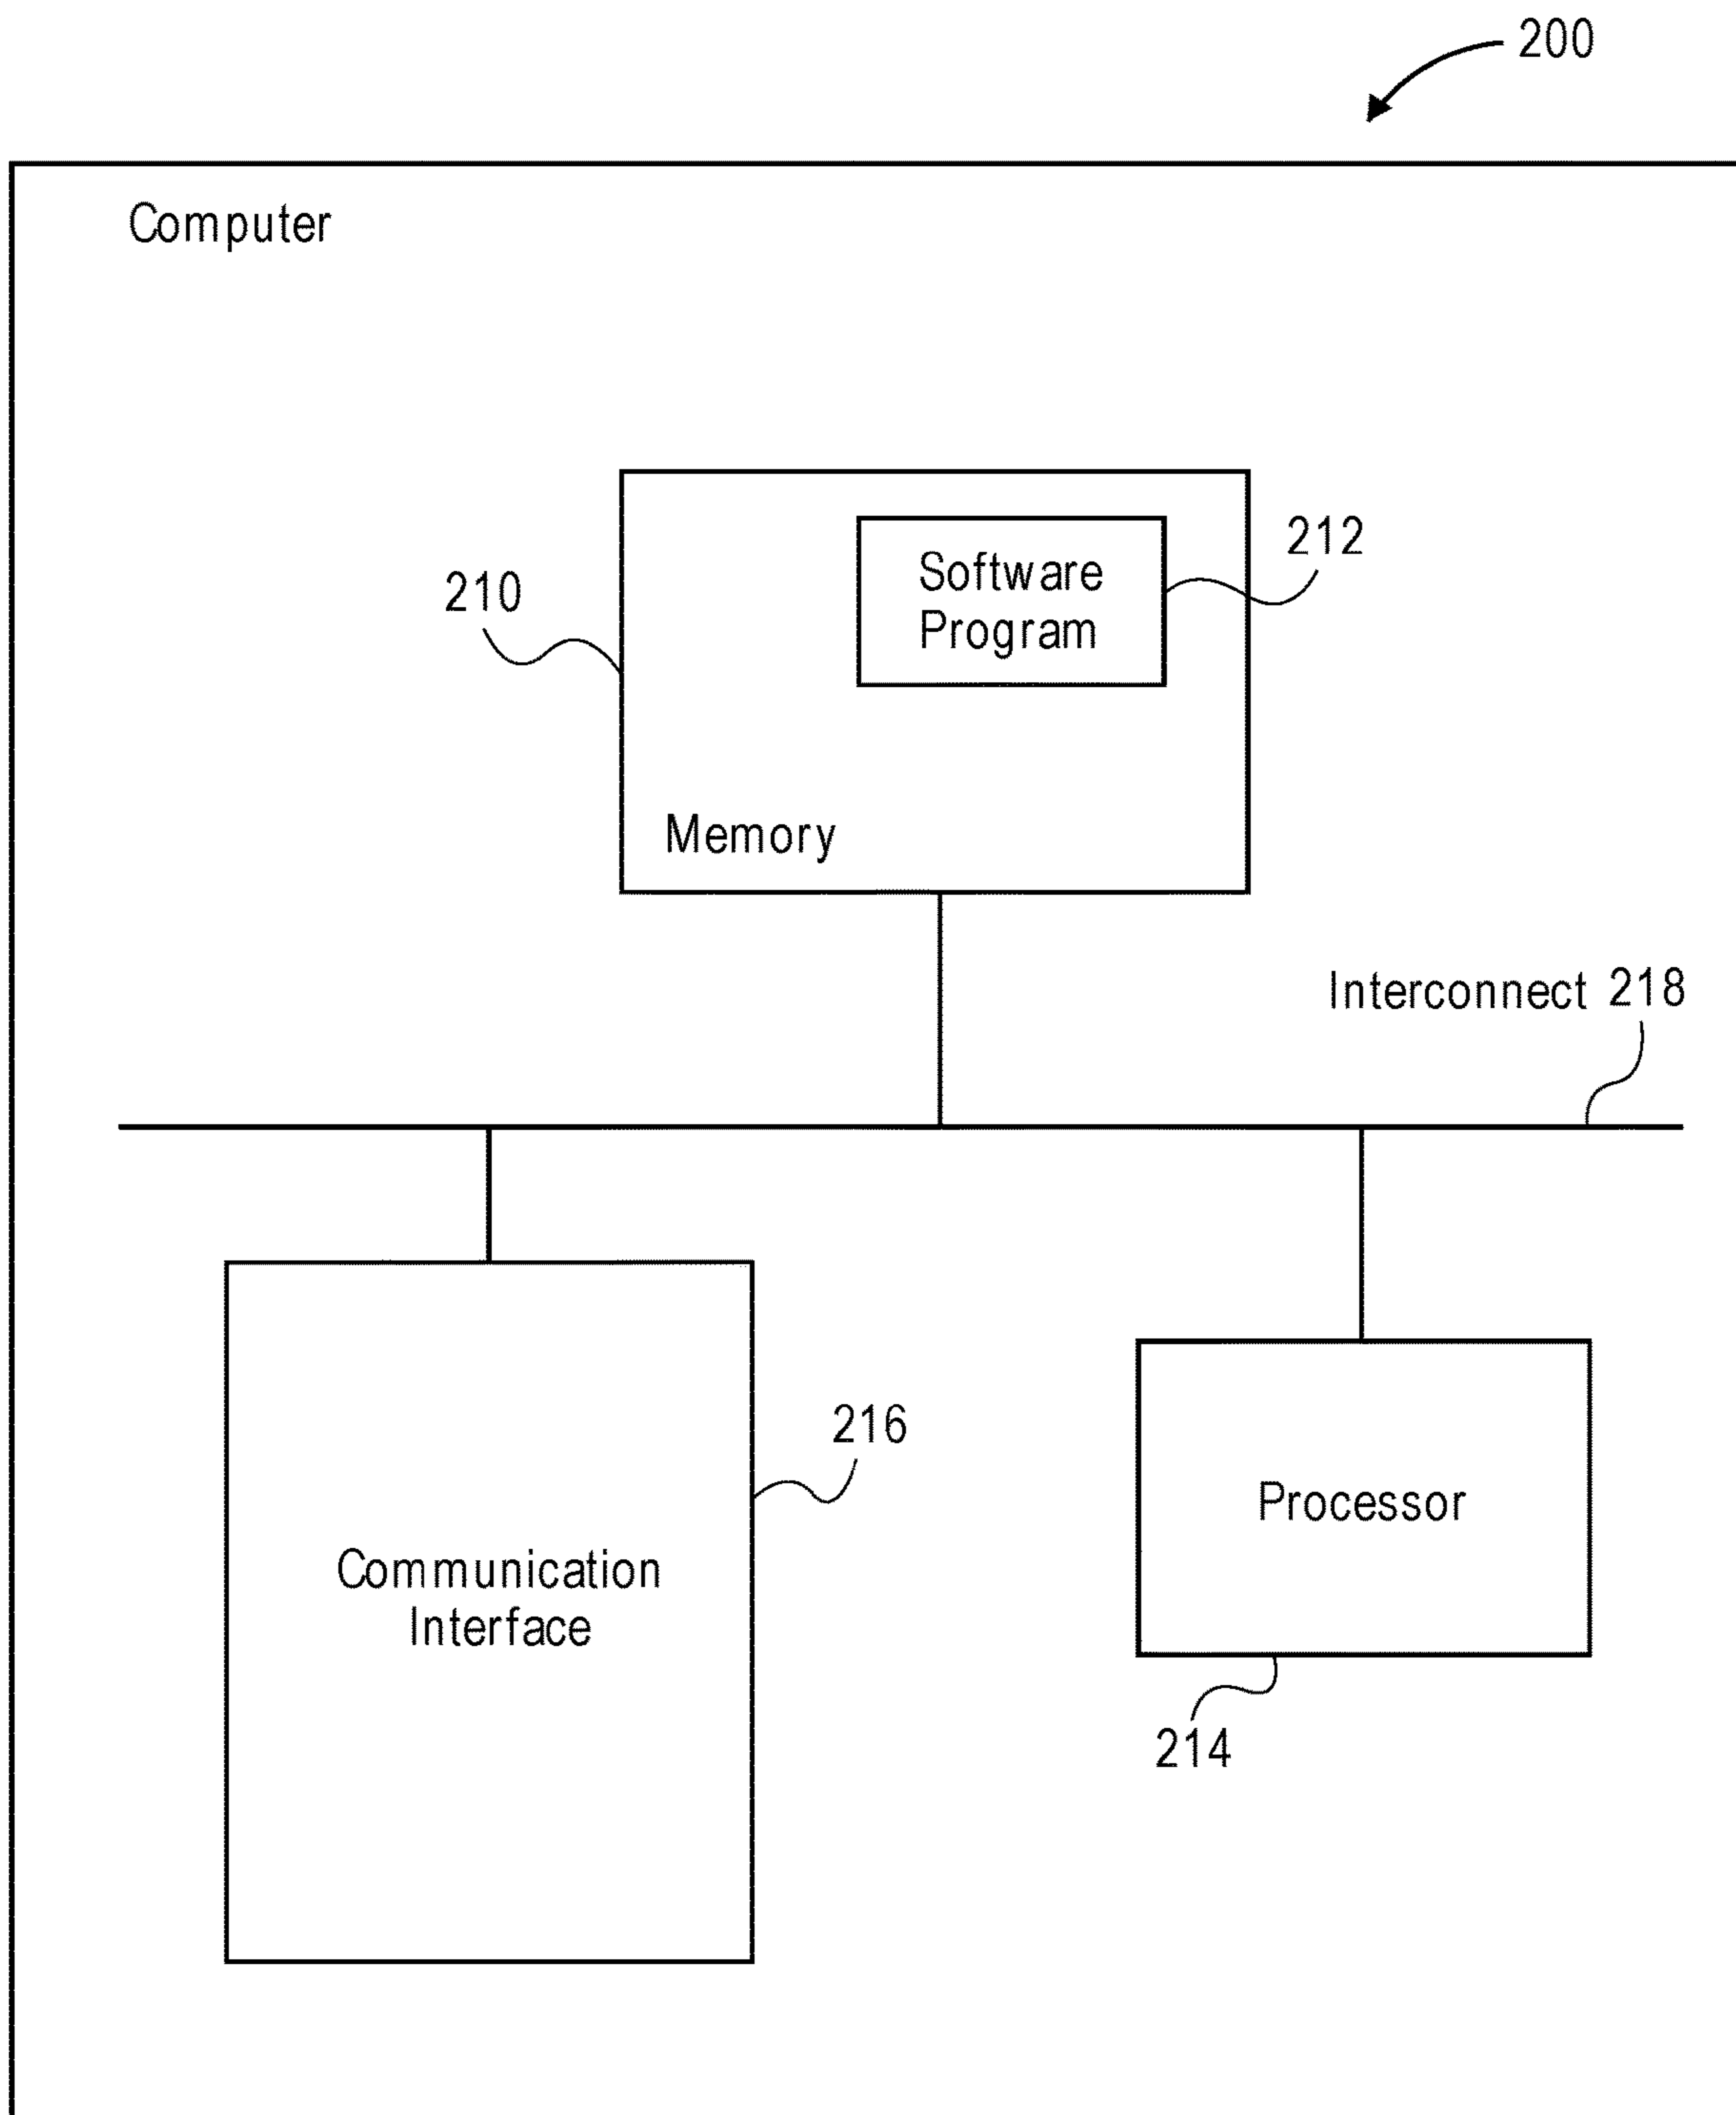 200
Computer
212
Software
Program
210
Memory
Interconnect 218
216
Processor
Communication
Interface
214